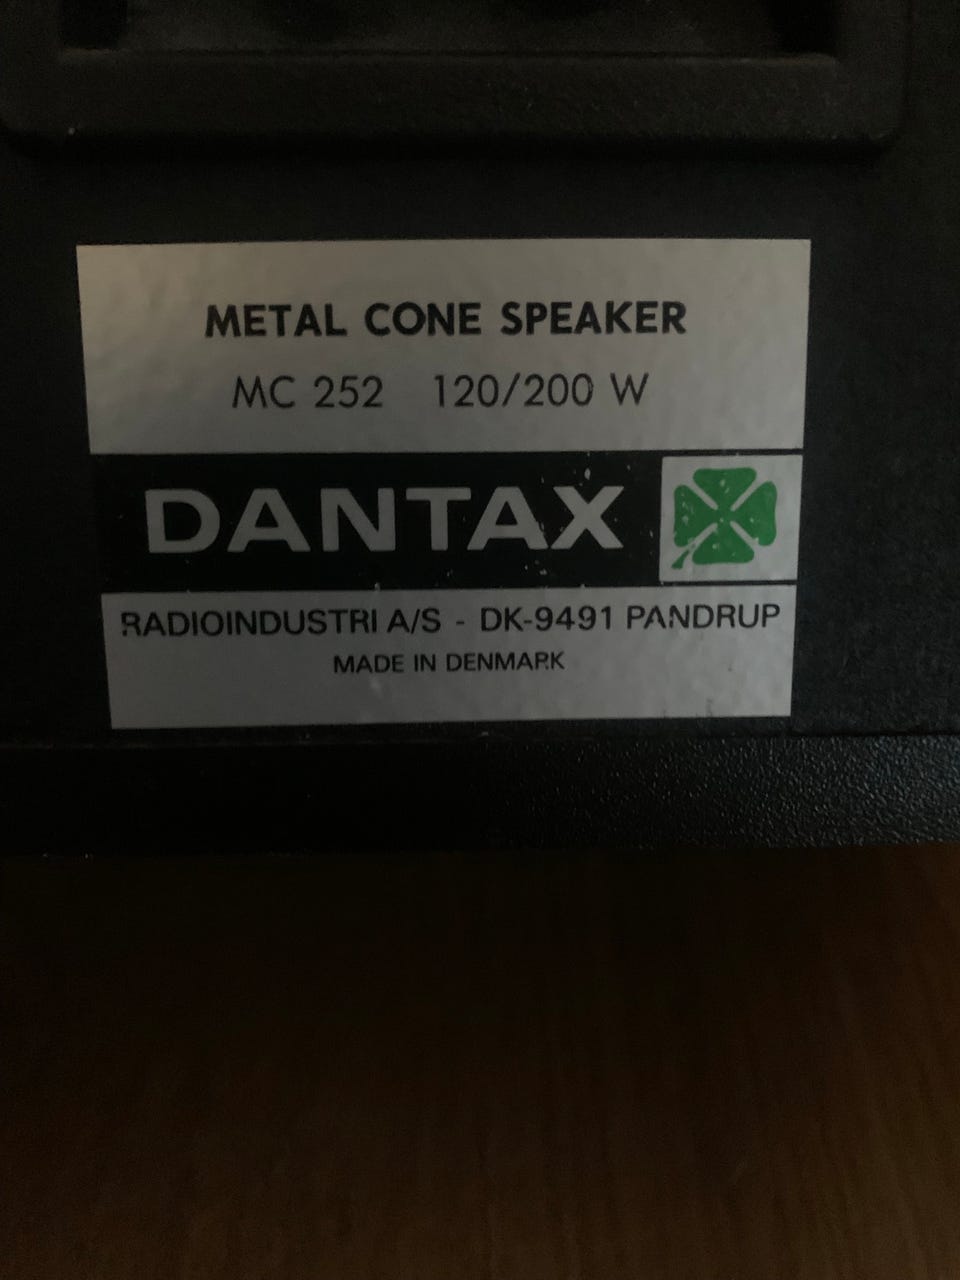 METAL CONE SPEAKER
MC 252 120/200 W
DANTAX
RADIOINDUSTRI A/S - DK-9491 PANDRUP
MADE IN DENMARK